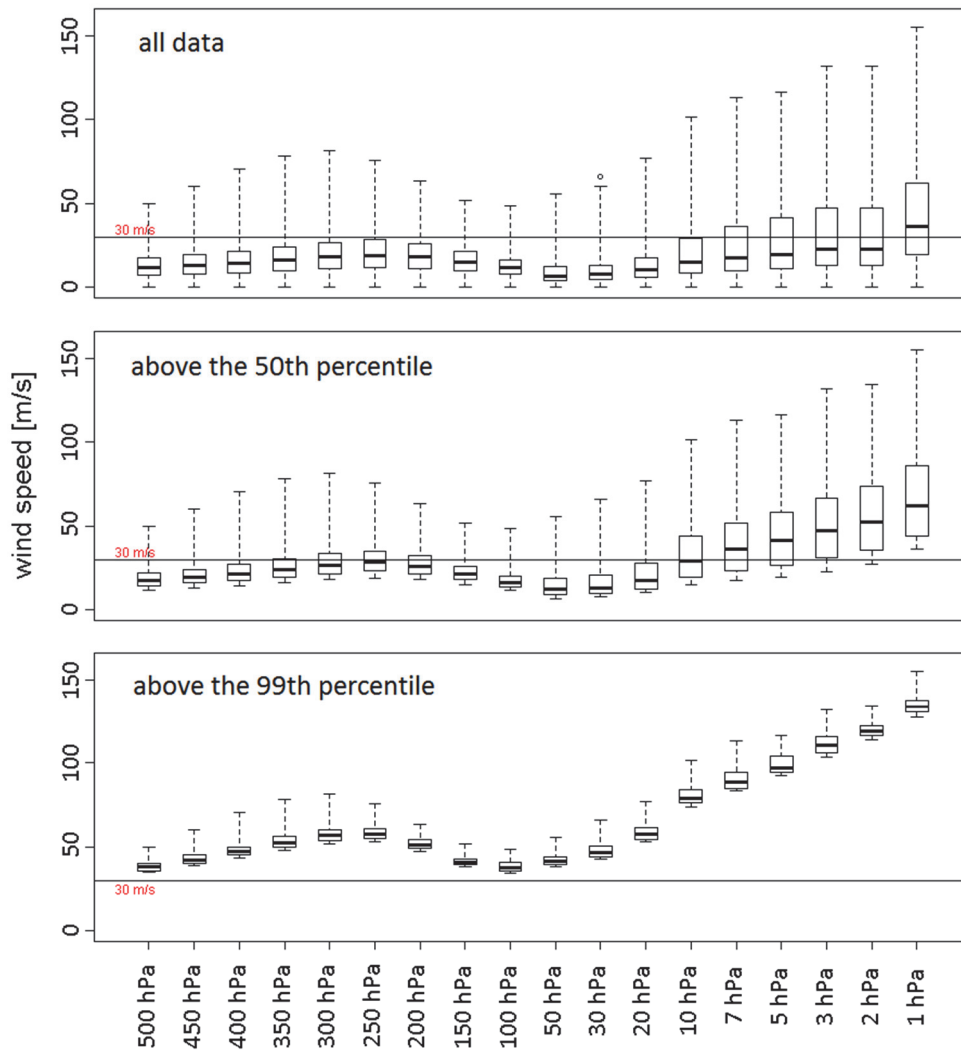 wind speed [m/s]
all data
150
100
50
0
30 m/s
above the 50th percentile
150
100
50
0
30 m/s
above the 99th percentile
150
100
50
0
30 m/s
500 hPa
450 hPa
400 hPa
350 hPa
300 hPa
250 hPa
200 hPa
150 hPa
100 hPa
50 hPa
30 hPa
20 hPa
10 hPa
7 hPa
5 hPa
3 hPa
2 hPa
1 hPa